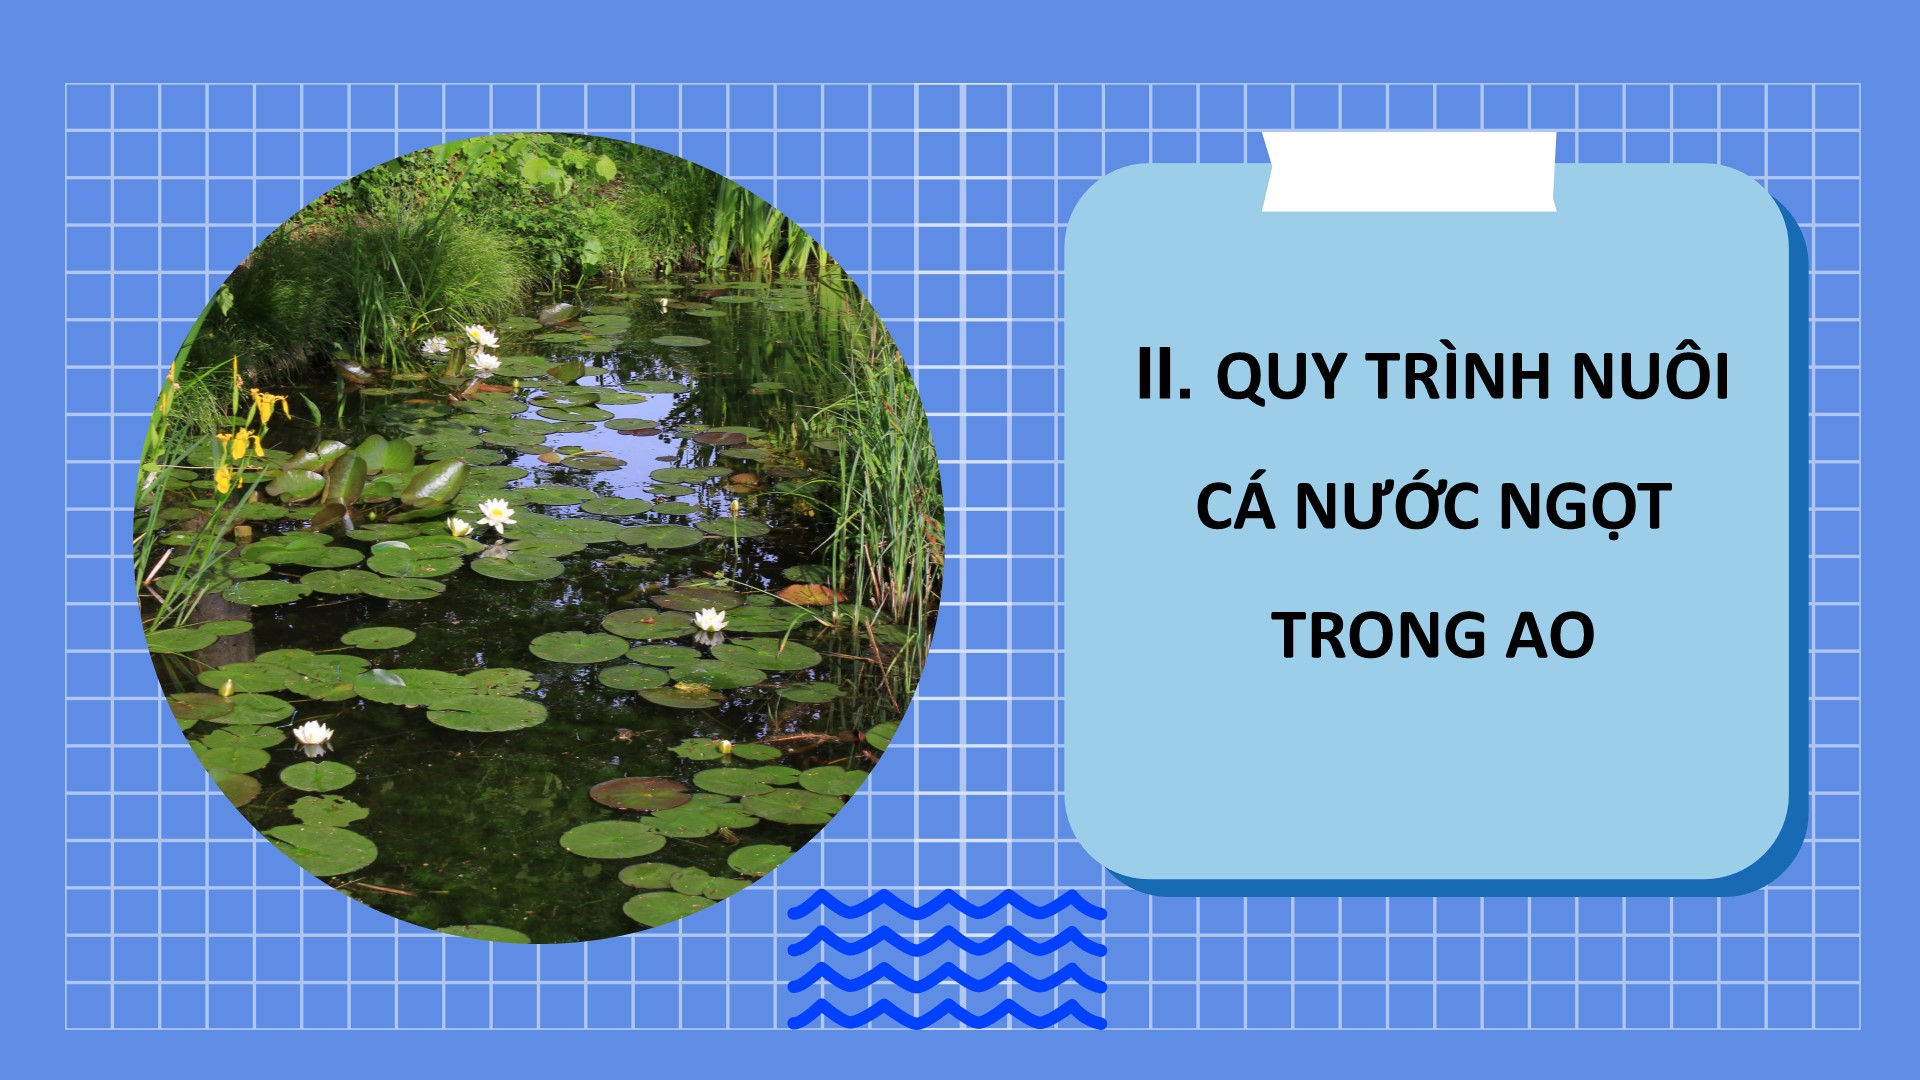 II. QUY TRÌNH NUÔI
CÁ NƯỚC NGỌT
TRONG AO